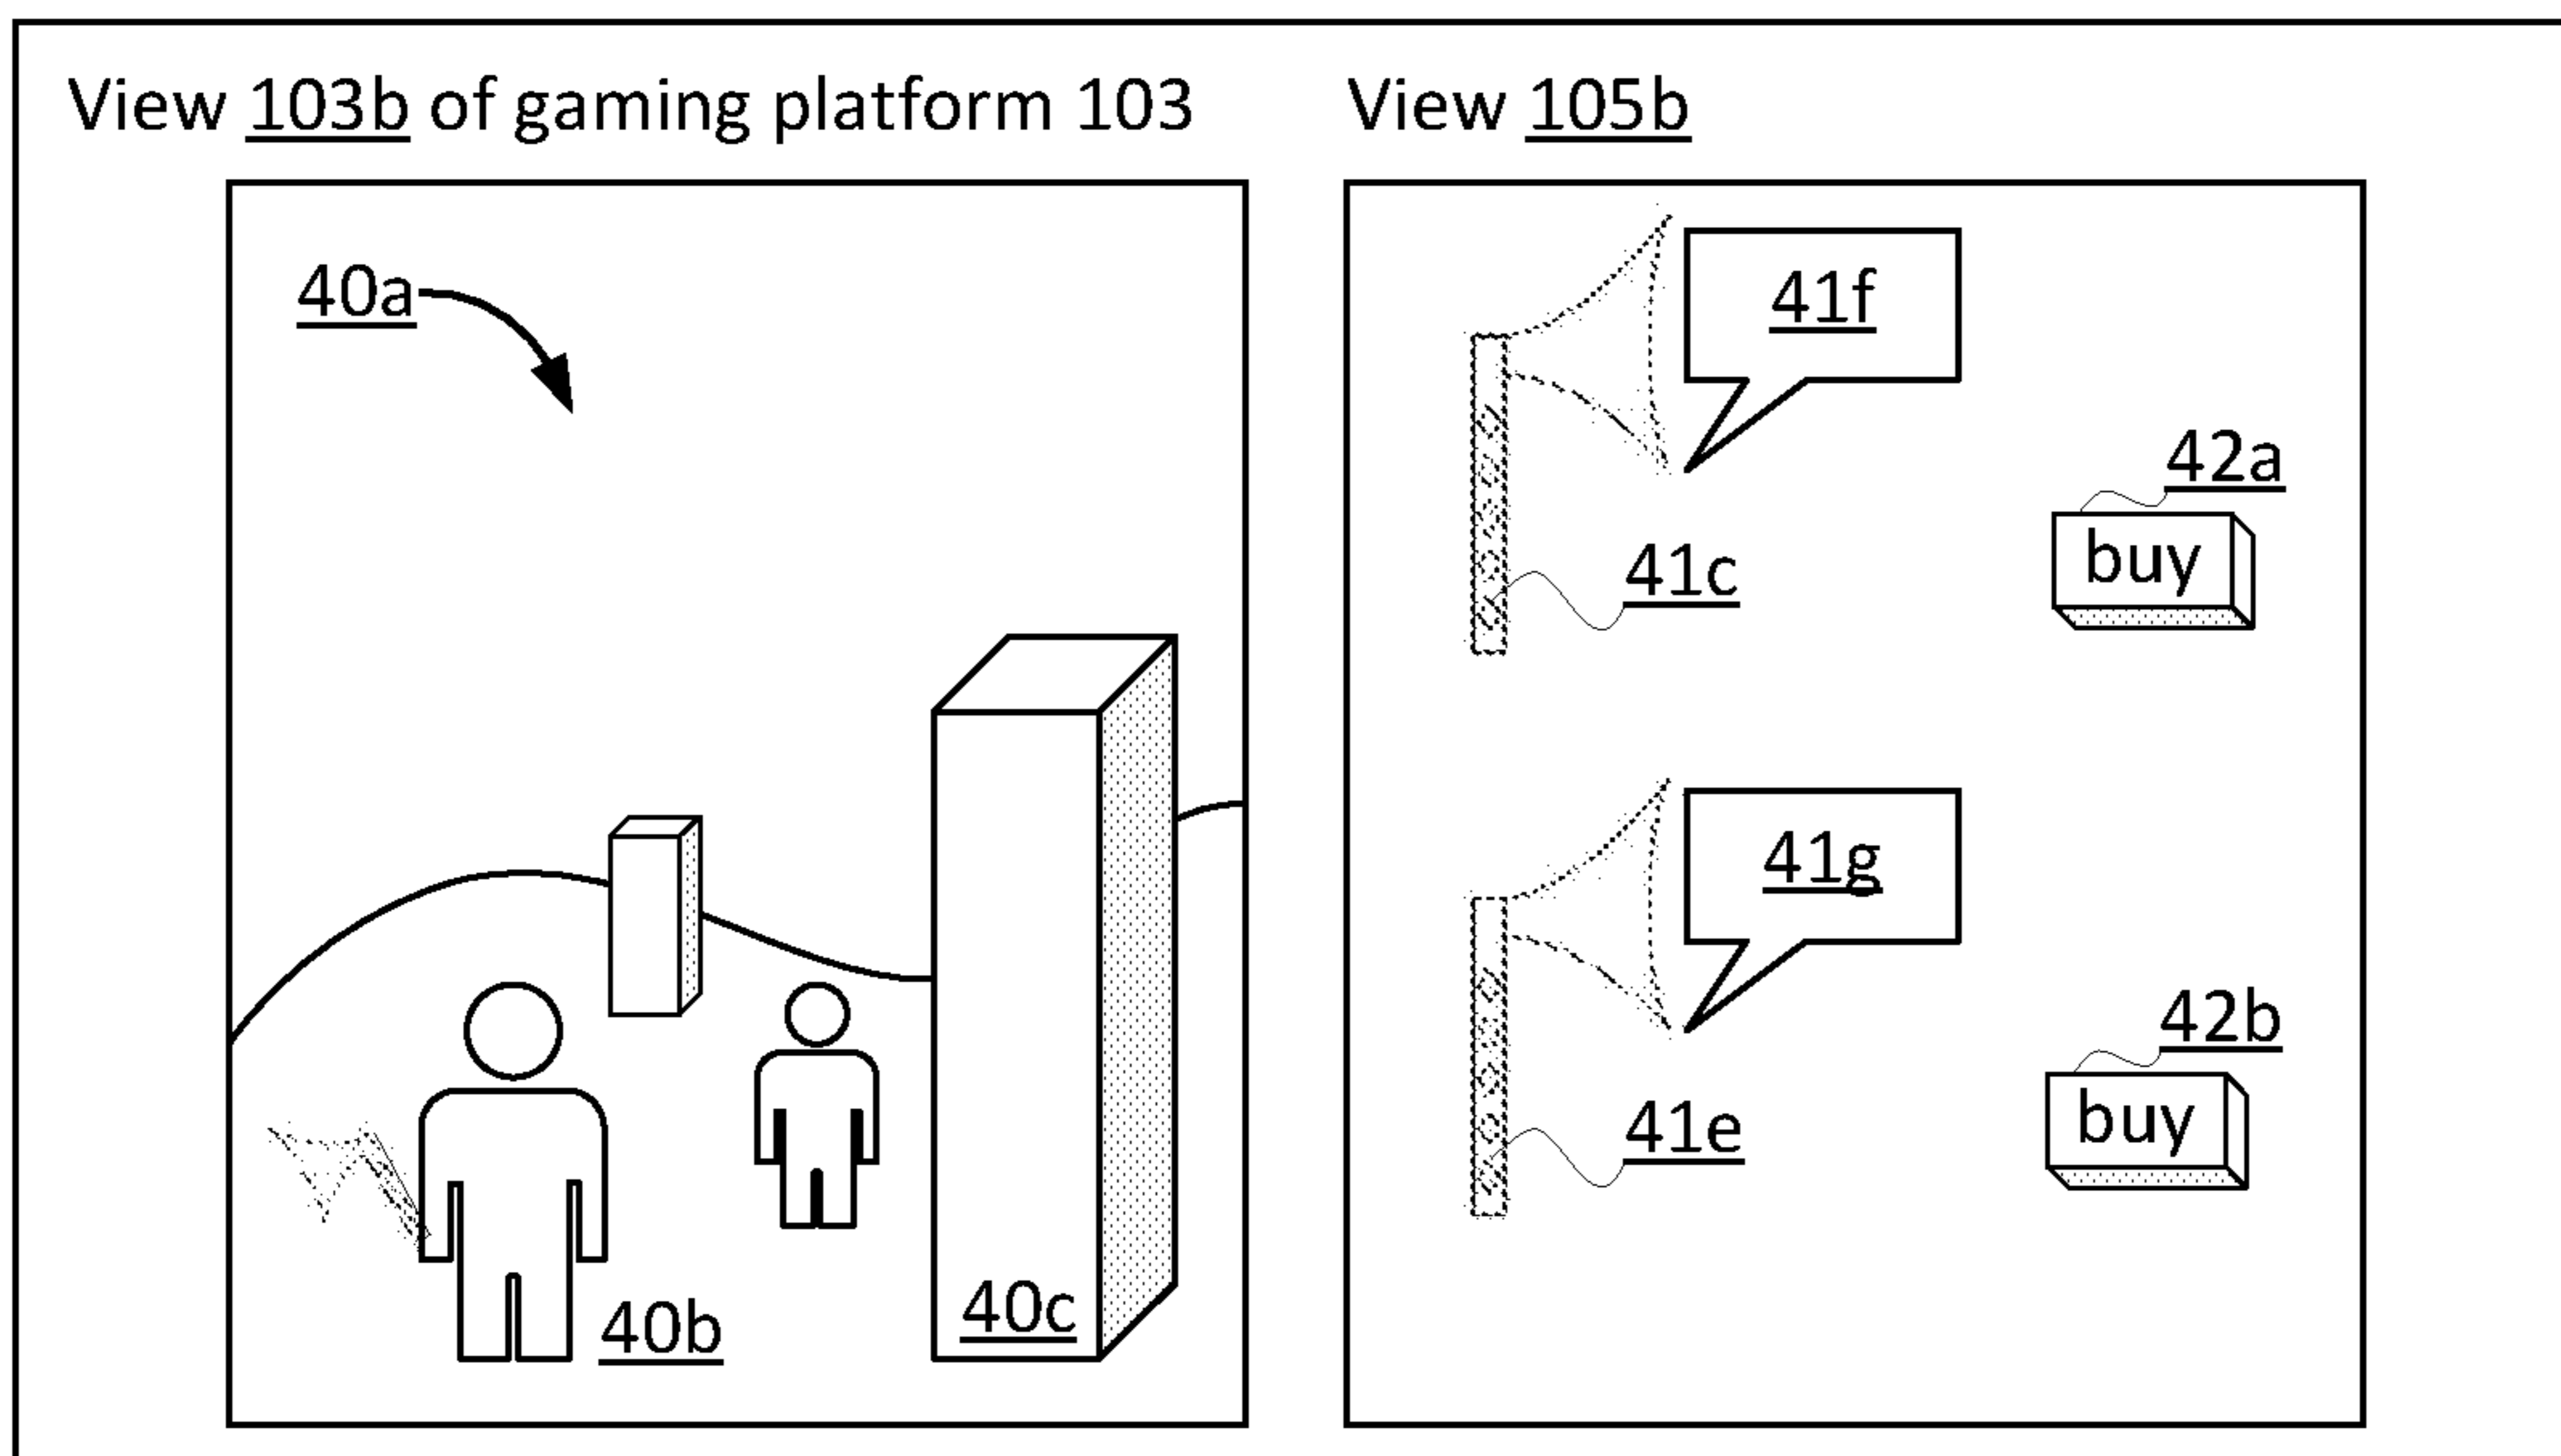 View 103b of gaming platform 103
View 105b
40a
40b
40c
41f
42a
buy
41c
41g
42b
buy
41e